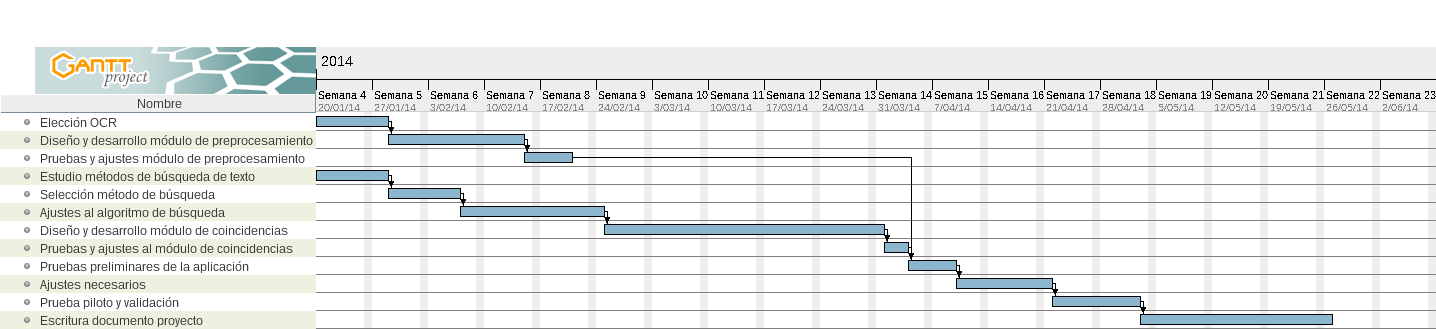 GANTT
project
2014
Nombre
Semana 4 Semana 5 Semana 6 Semana 7 Semana 8 Semana 9 Semana 10 Semana 11 Semana 12 Semana 13 Semana 14 Semana 15 Semana 16 Semana 17 Semana 18 Semana 19 Semana 20 Semana 21 Semana 22 Semana 23
20/01/14 27/01/14 3/02/14 10/02/14 17/02/14 24/02/14 3/03/14 10/03/14 17/03/14 24/03/14 31/03/14 7/04/14 14/04/14 21/04/14 28/04/14 5/05/14 12/05/14 19/05/14 26/05/14 2/06/14
Elección OCR
Diseño y desarrollo módulo de preprocesamiento
Pruebas y ajustes módulo de preprocesamiento
Estudio métodos de búsqueda de texto
Selección método de búsqueda
Ajustes al algoritmo de búsqueda
Diseño y desarrollo módulo de coincidencias
Pruebas y ajustes al módulo de coincidencias
Pruebas preliminares de la aplicación
Ajustes necesarios
Prueba piloto y validación
Escritura documento proyecto